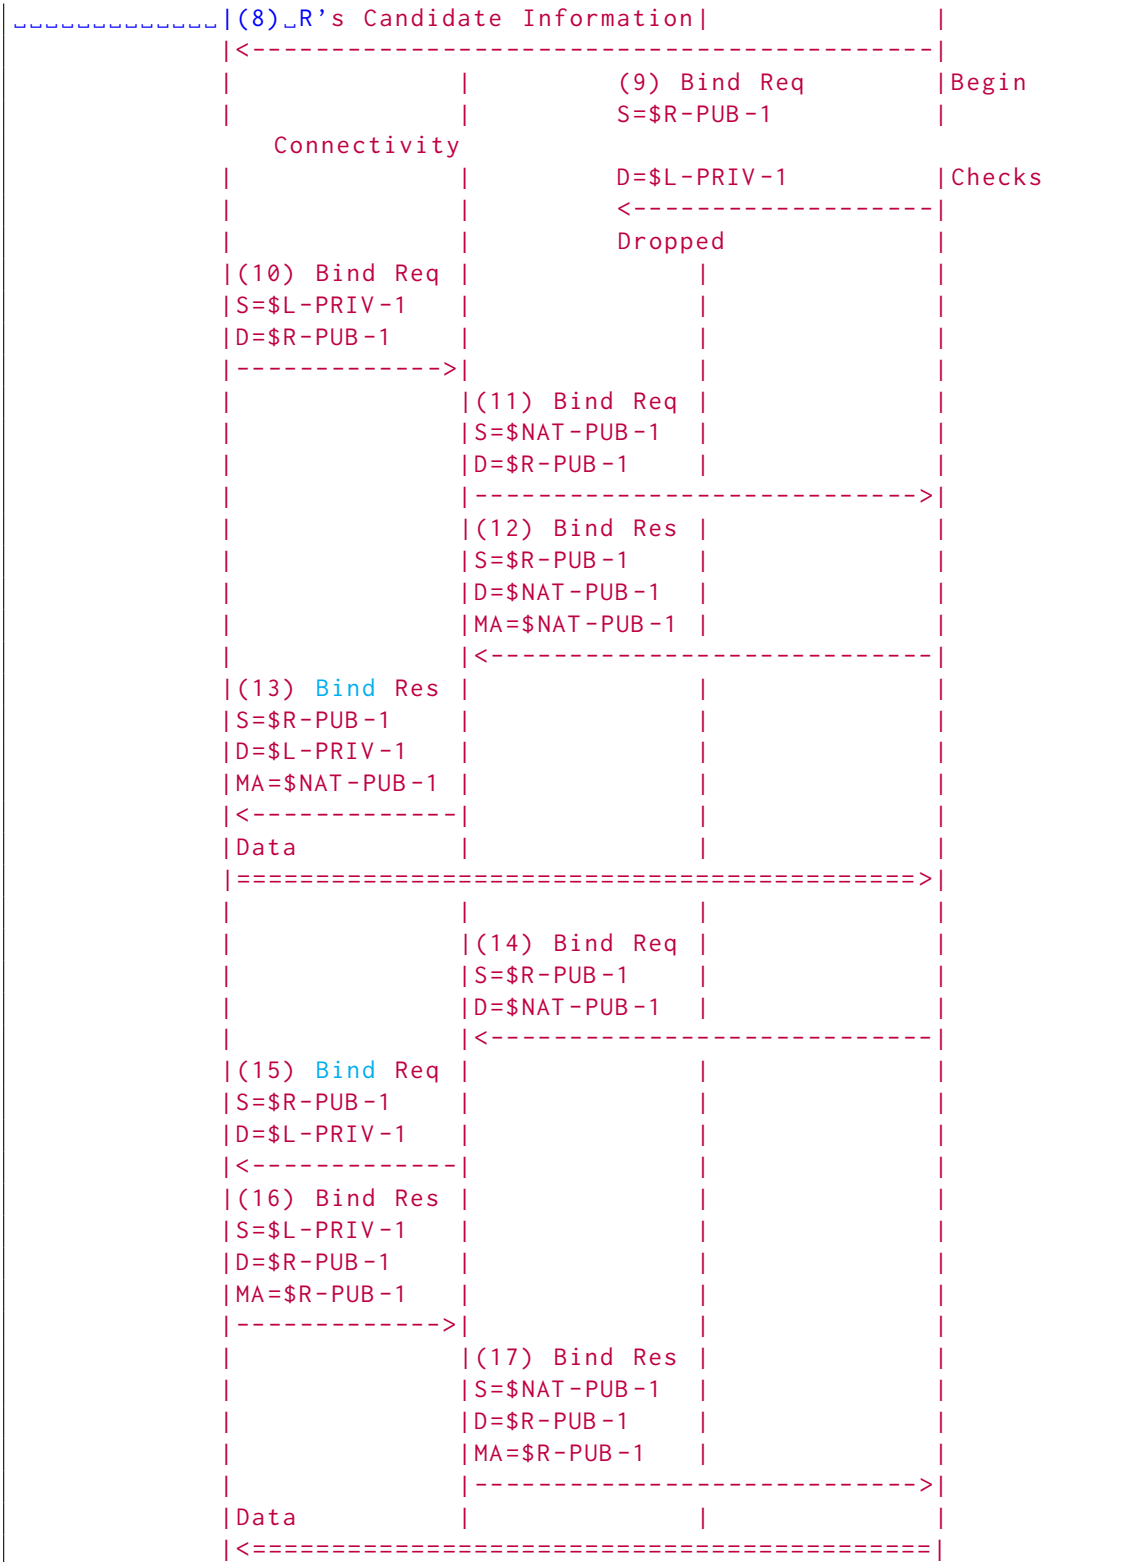 ␣␣␣␣␣␣␣␣␣␣␣␣␣|(8)␣R’s Candidate Information|              |
             |<-------------------------------------------|
             |              |         (9) Bind Req        |Begin
             |              |         S=$R-PUB-1          |
                Connectivity
             |              |         D=$L-PRIV-1         |Checks
             |              |         <-------------------|
             |              |         Dropped             |
             |(10) Bind Req |              |              |
             |S=$L-PRIV-1   |              |              |
             |D=$R-PUB-1    |              |              |
             |------------->|              |              |
             |              |(11) Bind Req |              |
             |              |S=$NAT-PUB-1  |              |
             |              |D=$R-PUB-1    |              |
             |              |---------------------------->|
             |              |(12) Bind Res |              |
             |              |S=$R-PUB-1    |              |
             |              |D=$NAT-PUB-1  |              |
             |              |MA=$NAT-PUB-1 |              |
             |              |<----------------------------|
             |(13) Bind Res |              |              |
             |S=$R-PUB-1    |              |              |
             |D=$L-PRIV-1   |              |              |
             |MA=$NAT-PUB-1 |              |              |
             |<-------------|              |              |
             |Data          |              |              |
             |===========================================>|
             |              |              |              |
             |              |(14) Bind Req |              |
             |              |S=$R-PUB-1    |              |
             |              |D=$NAT-PUB-1  |              |
             |              |<----------------------------|
             |(15) Bind Req |              |              |
             |S=$R-PUB-1    |              |              |
             |D=$L-PRIV-1   |              |              |
             |<-------------|              |              |
             |(16) Bind Res |              |              |
             |S=$L-PRIV-1   |              |              |
             |D=$R-PUB-1    |              |              |
             |MA=$R-PUB-1   |              |              |
             |------------->|              |              |
             |              |(17) Bind Res |              |
             |              |S=$NAT-PUB-1  |              |
             |              |D=$R-PUB-1    |              |
             |              |MA=$R-PUB-1   |              |
             |              |---------------------------->|
             |Data          |              |              |
             |<===========================================|